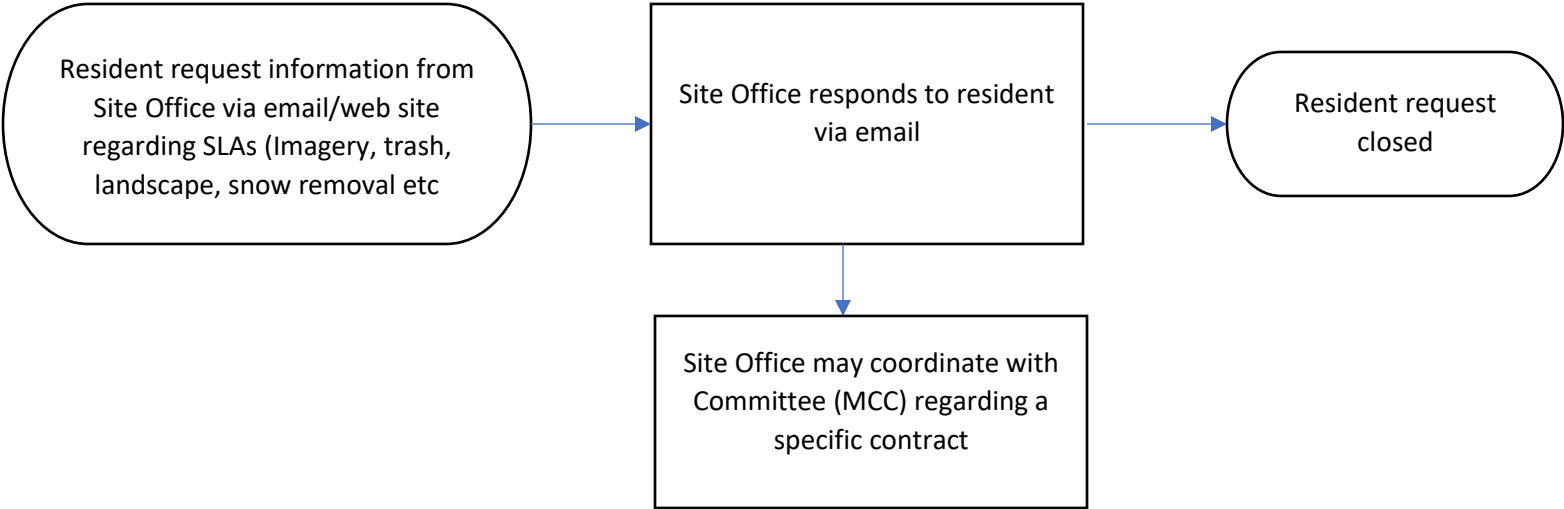 Resident request information from
Site Office via email/web site
regarding SLAs (Imagery, trash,
landscape, snow removal etc
Site Office responds to resident
via email
Resident request
closed
Site Office may coordinate with
Committee (MCC) regarding a
specific contract